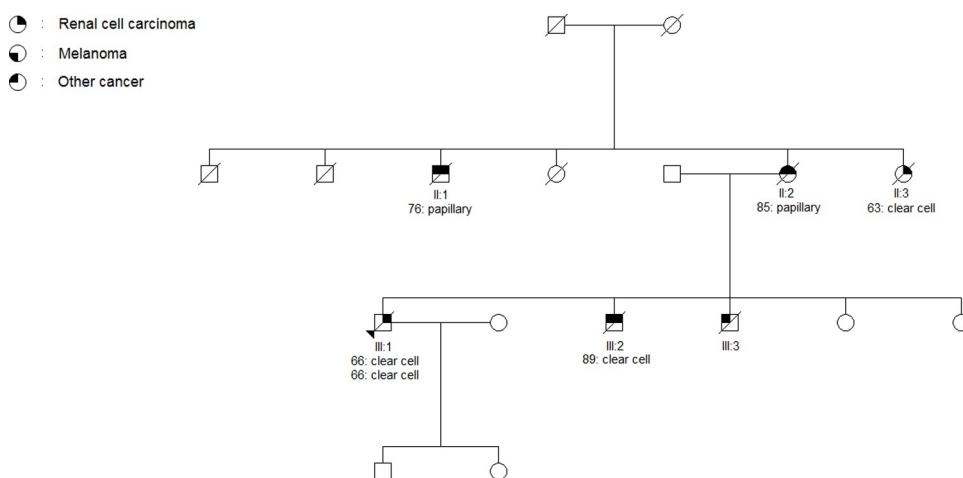 : Renal cell carcinoma
: Melanoma
: Other cancer
II:1
76: papillary
II:2
85: papillary
II:3
63: clear cell
III:1
66: clear cell
66: clear cell
III:2
89: clear cell
III:3